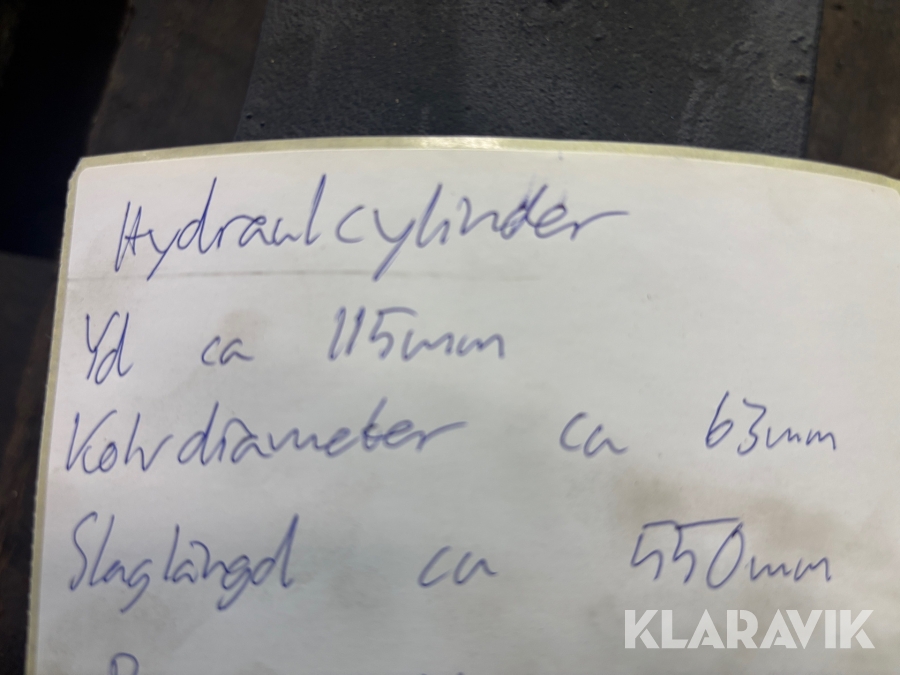 Hydraulcylinder
Yd ca 115mm
Kolvdiameter ca 63mm
Slaglängd ca 550mm
KLARAVIK